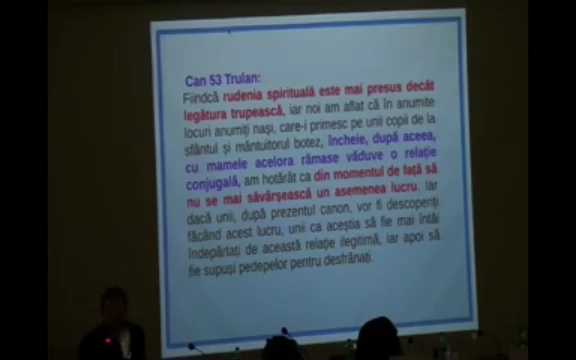 Can 53 Trulan:
Fiindcă rudenia spirituală este mai presus decât
legătura trupească, iar noi am aflat că în anumite
locuri anumiți nași, care-i primesc pe unii copii de la
sfântul și mântuitorul botez, încheie, după aceea,
cu mamele acelora rămase văduve o relație
conjugală, am hotărât ca din momentul de față să
nu se mai săvârșească un asemenea lucru. Iar
dacă unii, după prezentul canon, vor fi descoperiți
făcând acest lucru, unii ca aceștia să fie mai întâi
îndepărtați de această relație ilegitimă, iar apoi să
fie supuși pedepelor pentru desfrânați.